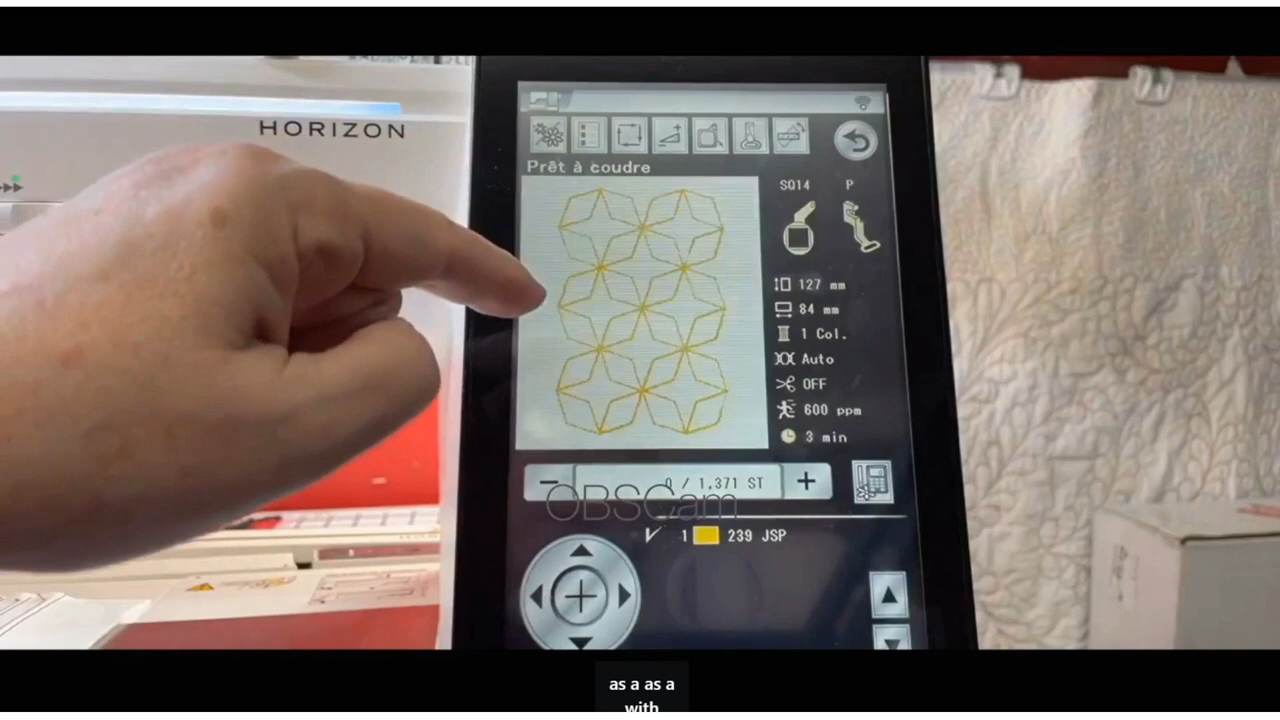 HORIZON
Prêt à coudre
SQ14 P
127 mm
84 mm
1 Col.
Auto
OFF
600 ppm
3 min
− 0 / 1,371 ST +
OBSCam
1 239 JSP
as a as a
with